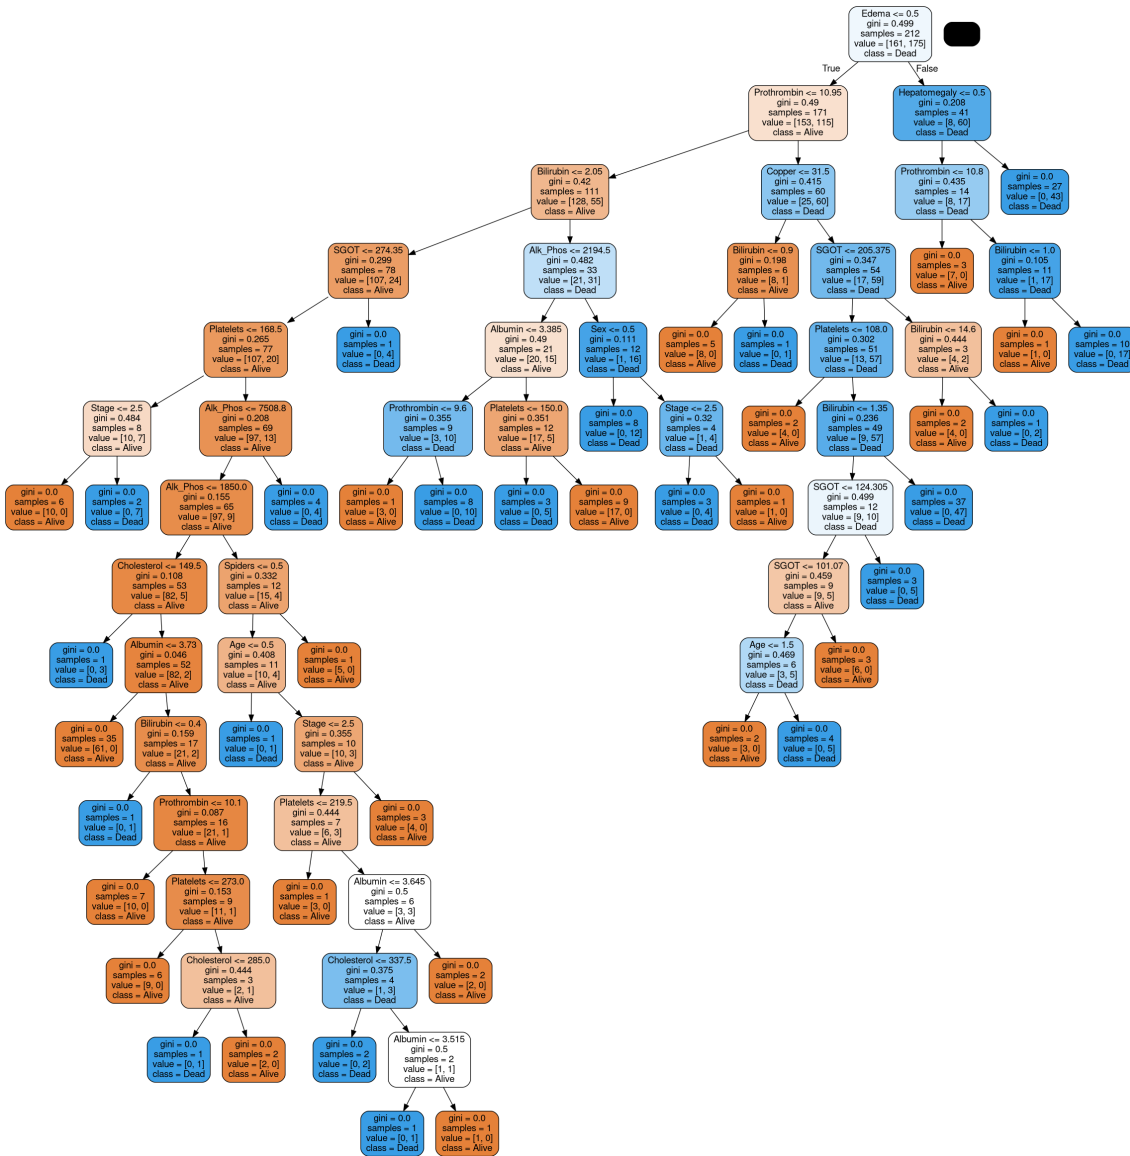 Edema <= 0.5
gini = 0.499
samples = 212
value = [161, 175]
class = Dead
True
False
Prothrombin <= 10.95
gini = 0.49
samples = 171
value = [153, 115]
class = Alive
Hepatomegaly <= 0.5
gini = 0.208
samples = 41
value = [8, 60]
class = Dead
Bilirubin <= 2.05
gini = 0.42
samples = 111
value = [128, 55]
class = Alive
Copper <= 31.5
gini = 0.415
samples = 60
value = [25, 60]
class = Dead
Prothrombin <= 10.8
gini = 0.435
samples = 14
value = [8, 17]
class = Dead
gini = 0.0
samples = 27
value = [0, 43]
class = Dead
SGOT <= 274.35
gini = 0.299
samples = 78
value = [107, 24]
class = Alive
Alk_Phos <= 2194.5
gini = 0.482
samples = 33
value = [21, 31]
class = Dead
Bilirubin <= 0.9
gini = 0.198
samples = 6
value = [8, 1]
class = Alive
SGOT <= 205.375
gini = 0.347
samples = 54
value = [17, 59]
class = Dead
gini = 0.0
samples = 3
value = [7, 0]
class = Alive
Bilirubin <= 1.0
gini = 0.105
samples = 11
value = [1, 17]
class = Dead
Platelets <= 168.5
gini = 0.265
samples = 77
value = [107, 20]
class = Alive
gini = 0.0
samples = 1
value = [0, 4]
class = Dead
Albumin <= 3.385
gini = 0.49
samples = 21
value = [20, 15]
class = Alive
Sex <= 0.5
gini = 0.111
samples = 12
value = [1, 16]
class = Dead
gini = 0.0
samples = 5
value = [8, 0]
class = Alive
gini = 0.0
samples = 1
value = [0, 1]
class = Dead
Platelets <= 108.0
gini = 0.302
samples = 51
value = [13, 57]
class = Dead
Bilirubin <= 14.6
gini = 0.444
samples = 3
value = [4, 2]
class = Alive
gini = 0.0
samples = 1
value = [1, 0]
class = Alive
gini = 0.0
samples = 10
value = [0, 17]
class = Dead
Stage <= 2.5
gini = 0.484
samples = 8
value = [10, 7]
class = Alive
Alk_Phos <= 7508.8
gini = 0.208
samples = 69
value = [97, 13]
class = Alive
Prothrombin <= 9.6
gini = 0.355
samples = 9
value = [3, 10]
class = Dead
Platelets <= 150.0
gini = 0.351
samples = 12
value = [17, 5]
class = Alive
gini = 0.0
samples = 8
value = [0, 12]
class = Dead
Stage <= 2.5
gini = 0.32
samples = 4
value = [1, 4]
class = Dead
gini = 0.0
samples = 2
value = [4, 0]
class = Alive
Bilirubin <= 1.35
gini = 0.236
samples = 49
value = [9, 57]
class = Dead
gini = 0.0
samples = 2
value = [4, 0]
class = Alive
gini = 0.0
samples = 1
value = [0, 2]
class = Dead
gini = 0.0
samples = 6
value = [10, 0]
class = Alive
gini = 0.0
samples = 2
value = [0, 7]
class = Dead
Alk_Phos <= 1850.0
gini = 0.155
samples = 65
value = [97, 9]
class = Alive
gini = 0.0
samples = 4
value = [0, 4]
class = Dead
gini = 0.0
samples = 1
value = [3, 0]
class = Alive
gini = 0.0
samples = 8
value = [0, 10]
class = Dead
gini = 0.0
samples = 3
value = [0, 5]
class = Dead
gini = 0.0
samples = 9
value = [17, 0]
class = Alive
gini = 0.0
samples = 3
value = [0, 4]
class = Dead
gini = 0.0
samples = 1
value = [1, 0]
class = Alive
SGOT <= 124.305
gini = 0.499
samples = 12
value = [9, 10]
class = Dead
gini = 0.0
samples = 37
value = [0, 47]
class = Dead
Cholesterol <= 149.5
gini = 0.108
samples = 53
value = [82, 5]
class = Alive
Spiders <= 0.5
gini = 0.332
samples = 12
value = [15, 4]
class = Alive
SGOT <= 101.07
gini = 0.459
samples = 9
value = [9, 5]
class = Alive
gini = 0.0
samples = 3
value = [0, 5]
class = Dead
gini = 0.0
samples = 1
value = [0, 3]
class = Dead
Albumin <= 3.73
gini = 0.046
samples = 52
value = [82, 2]
class = Alive
Age <= 0.5
gini = 0.408
samples = 11
value = [10, 4]
class = Alive
gini = 0.0
samples = 1
value = [5, 0]
class = Alive
Age <= 1.5
gini = 0.469
samples = 6
value = [3, 5]
class = Dead
gini = 0.0
samples = 3
value = [6, 0]
class = Alive
gini = 0.0
samples = 35
value = [61, 0]
class = Alive
Bilirubin <= 0.4
gini = 0.159
samples = 17
value = [21, 2]
class = Alive
gini = 0.0
samples = 1
value = [0, 1]
class = Dead
Stage <= 2.5
gini = 0.355
samples = 10
value = [10, 3]
class = Alive
gini = 0.0
samples = 2
value = [3, 0]
class = Alive
gini = 0.0
samples = 4
value = [0, 5]
class = Dead
gini = 0.0
samples = 1
value = [0, 1]
class = Dead
Prothrombin <= 10.1
gini = 0.087
samples = 16
value = [21, 1]
class = Alive
Platelets <= 219.5
gini = 0.444
samples = 7
value = [6, 3]
class = Alive
gini = 0.0
samples = 3
value = [4, 0]
class = Alive
gini = 0.0
samples = 7
value = [10, 0]
class = Alive
Platelets <= 273.0
gini = 0.153
samples = 9
value = [11, 1]
class = Alive
gini = 0.0
samples = 1
value = [3, 0]
class = Alive
Albumin <= 3.645
gini = 0.5
samples = 6
value = [3, 3]
class = Alive
gini = 0.0
samples = 6
value = [9, 0]
class = Alive
Cholesterol <= 285.0
gini = 0.444
samples = 3
value = [2, 1]
class = Alive
Cholesterol <= 337.5
gini = 0.375
samples = 4
value = [1, 3]
class = Dead
gini = 0.0
samples = 2
value = [2, 0]
class = Alive
gini = 0.0
samples = 1
value = [0, 1]
class = Dead
gini = 0.0
samples = 2
value = [2, 0]
class = Alive
gini = 0.0
samples = 2
value = [0, 2]
class = Dead
Albumin <= 3.515
gini = 0.5
samples = 2
value = [1, 1]
class = Alive
gini = 0.0
samples = 1
value = [0, 1]
class = Dead
gini = 0.0
samples = 1
value = [1, 0]
class = Alive